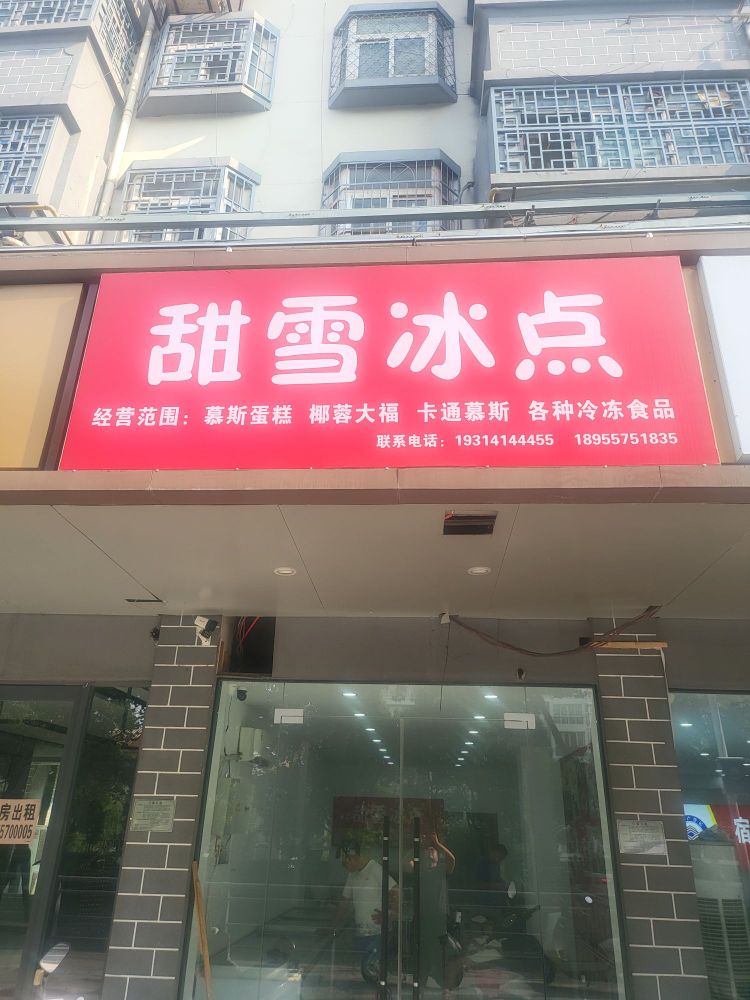 甜雪冰点
经营范围：慕斯蛋糕 椰蓉大福 卡通慕斯 各种冷冻食品
联系电话：19314144455 18955751835
房出租
5700005
宿